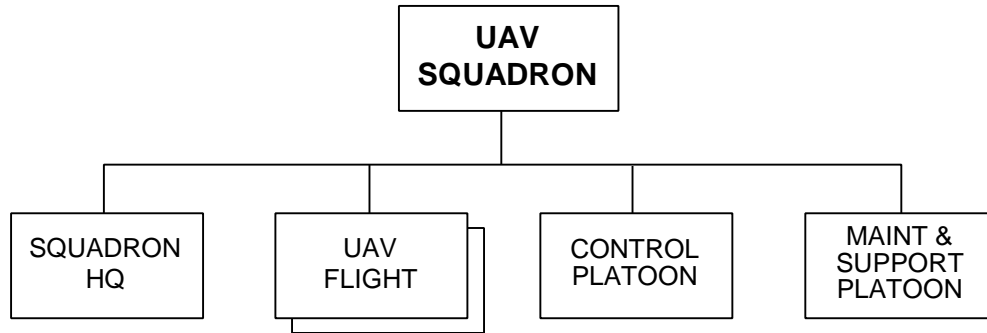 UAV
SQUADRON
SQUADRON
HQ
UAV
FLIGHT
CONTROL
PLATOON
MAINT &
SUPPORT
PLATOON